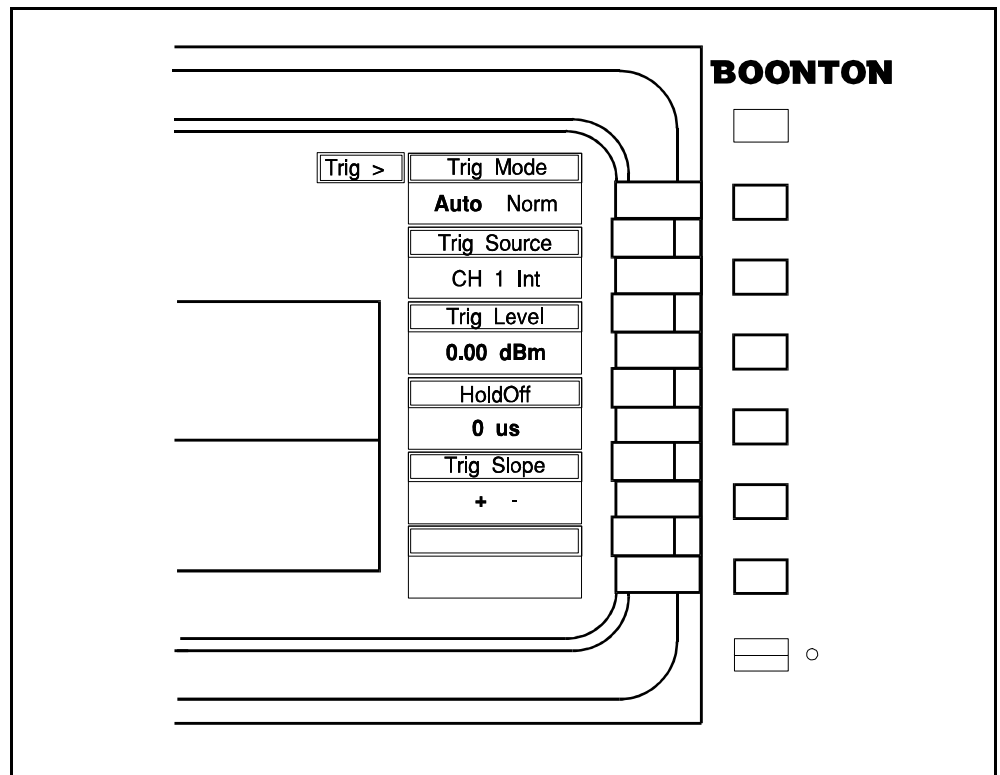 BOONTON
Trig >
Trig Mode
Auto Norm
Trig Source
CH 1 Int
Trig Level
0.00 dBm
HoldOff
0 us
Trig Slope
+ -